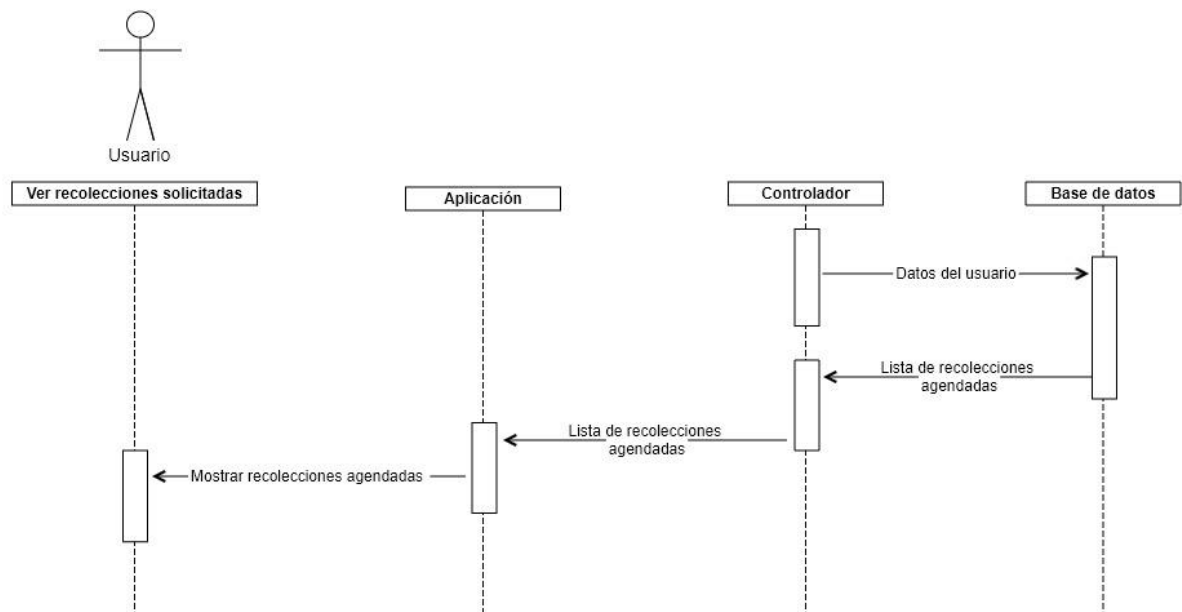 Usuario
Ver recolecciones solicitadas
Aplicación
Controlador
Base de datos
Datos del usuario
Lista de recolecciones
agendadas
Lista de recolecciones
agendadas
Mostrar recolecciones agendadas